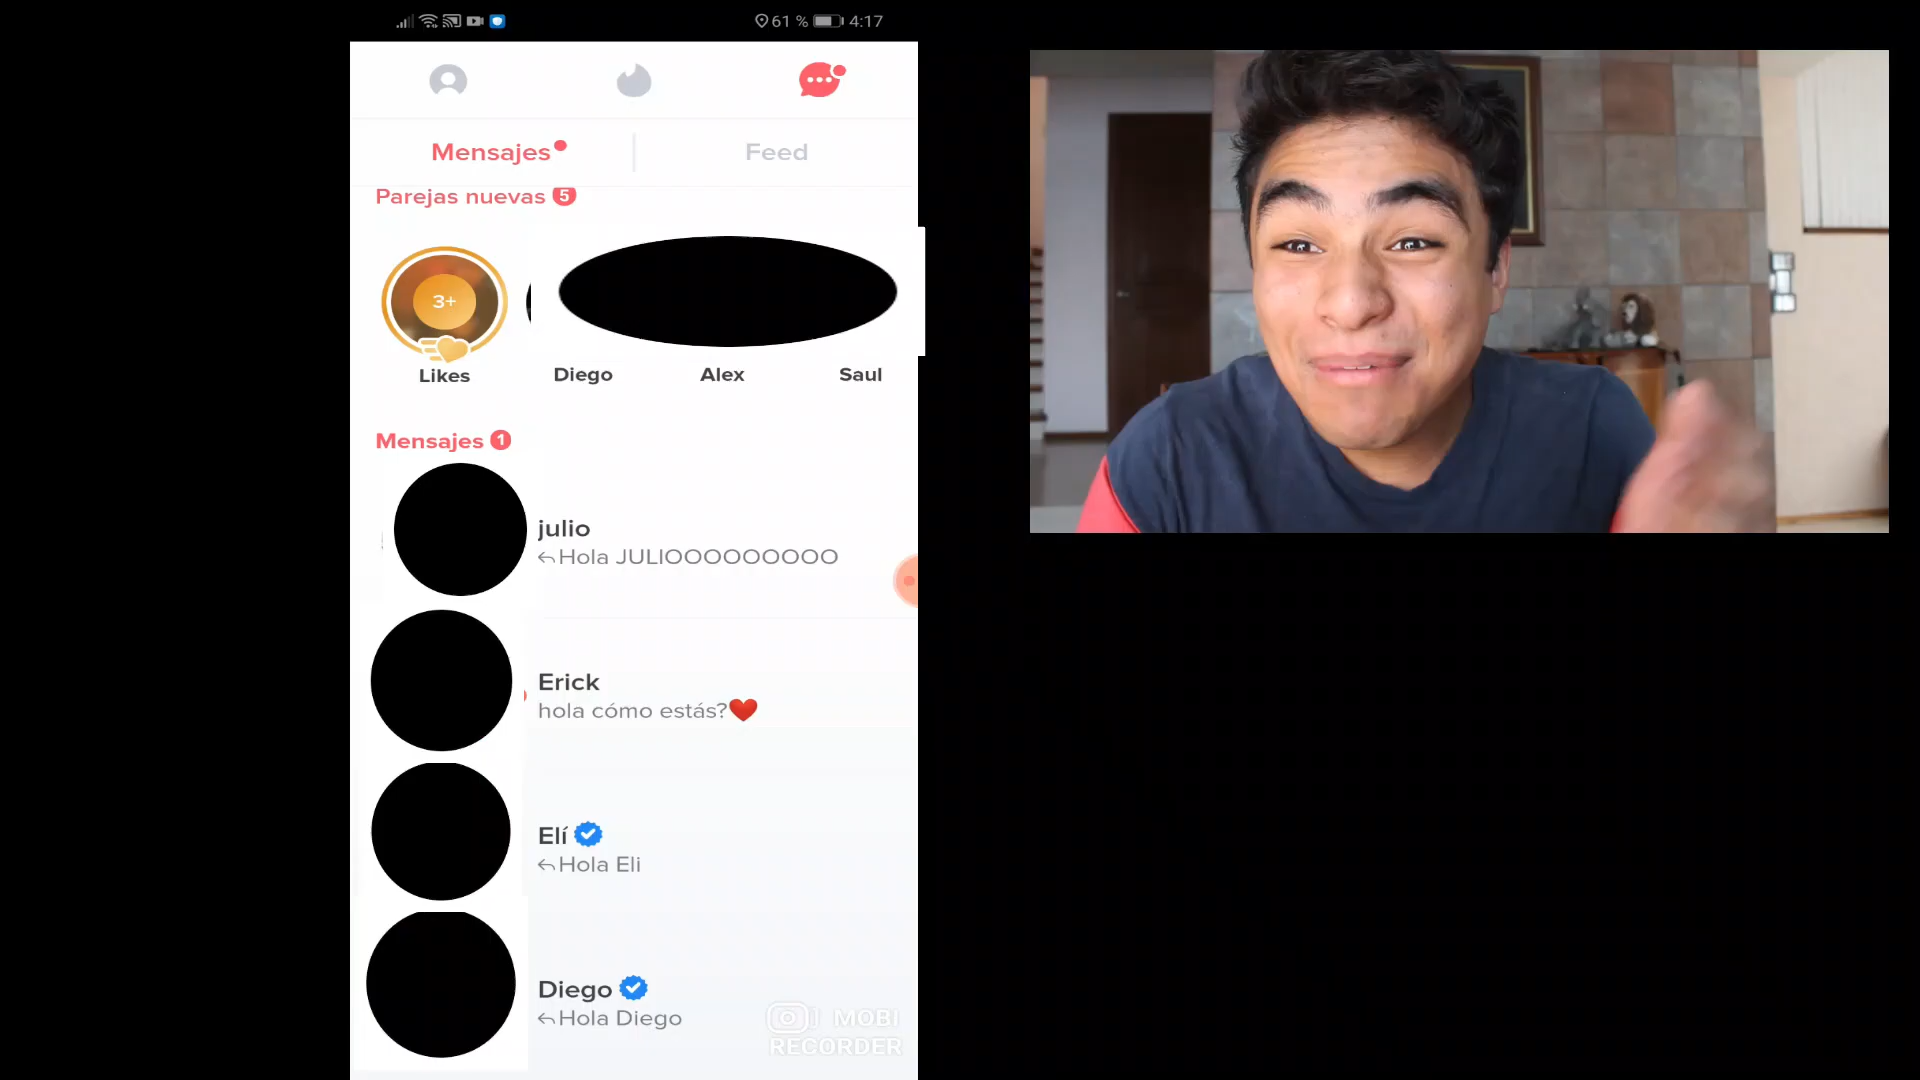 61 % 4:17
Mensajes Feed
Parejas nuevas 5
3+
Likes Diego Alex Saul
Mensajes 1
julio
Hola JULIOOOOOOOOO
Erick
hola cómo estás?❤️
Elí
Hola Eli
Diego
Hola Diego
MOBI
RECORDER